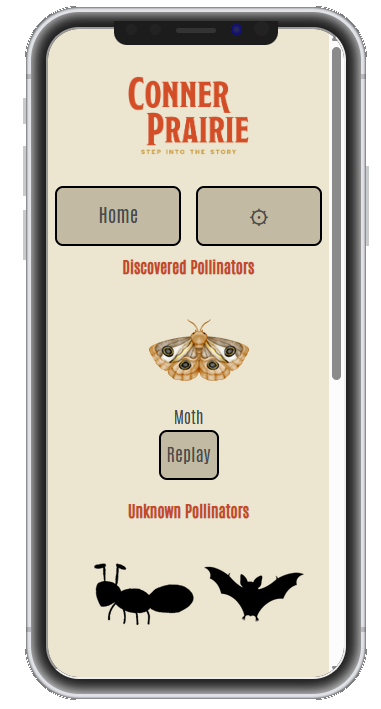 CONNER
PRAIRIE
STEP INTO THE STORY
Home
Discovered Pollinators
Moth
Replay
Unknown Pollinators